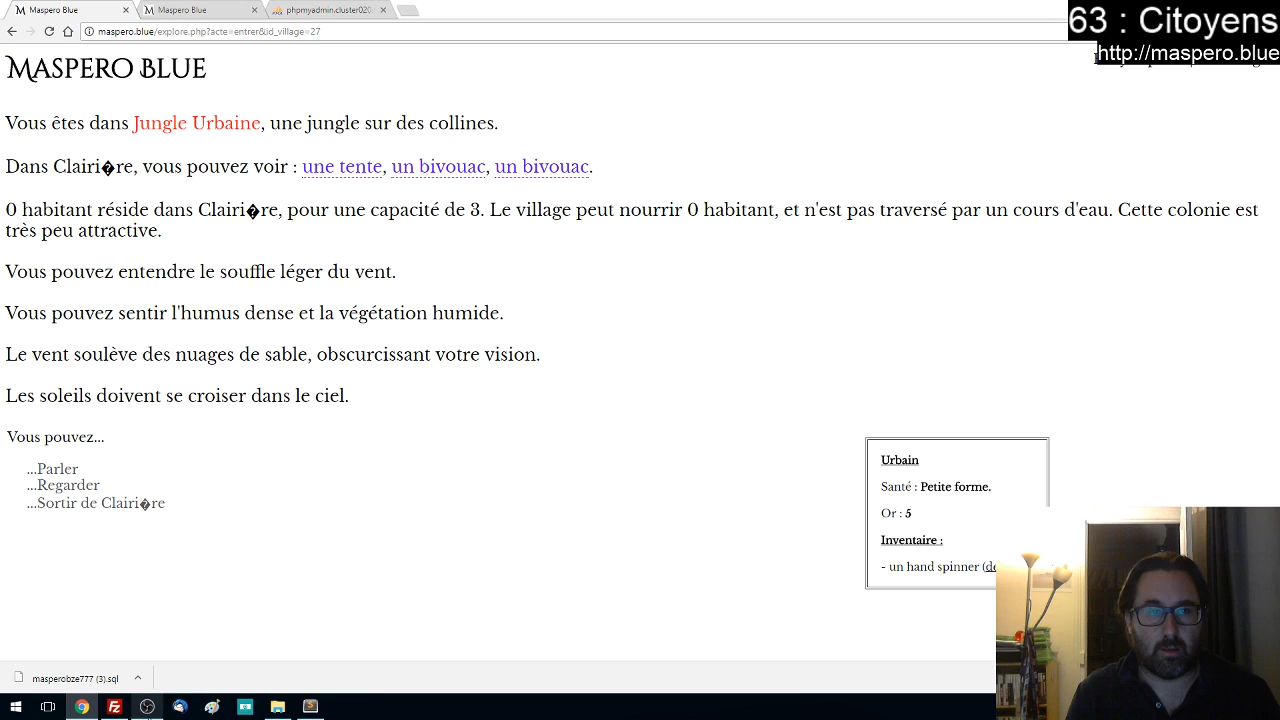 Maspero Blue
Maspero Blue
phpmyadmin.cluster020.
63 : Citoyens
maspero.blue/explore.php?acte=entrer&id_village=27
http://maspero.blue
MASPERO BLUE
Vous êtes dans Jungle Urbaine, une jungle sur des collines.
Dans Clairi�re, vous pouvez voir : une tente, un bivouac, un bivouac.
0 habitant réside dans Clairi�re, pour une capacité de 3. Le village peut nourrir 0 habitant, et n'est pas traversé par un cours d'eau. Cette colonie est
très peu attractive.
Vous pouvez entendre le souffle léger du vent.
Vous pouvez sentir l'humus dense et la végétation humide.
Le vent soulève des nuages de sable, obscurcissant votre vision.
Les soleils doivent se croiser dans le ciel.
Vous pouvez...
...Parler
...Regarder
...Sortir de Clairi�re
Urbain
Santé : Petite forme.
Or : 5
Inventaire :
- un hand spinner (de
masperobze777 (3).sql